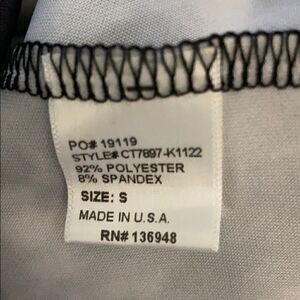 PO# 19119
STYLE# CT7897-K1122
92% POLYESTER
8% SPANDEX
SIZE: S
MADE IN U.S.A.
RN# 136948